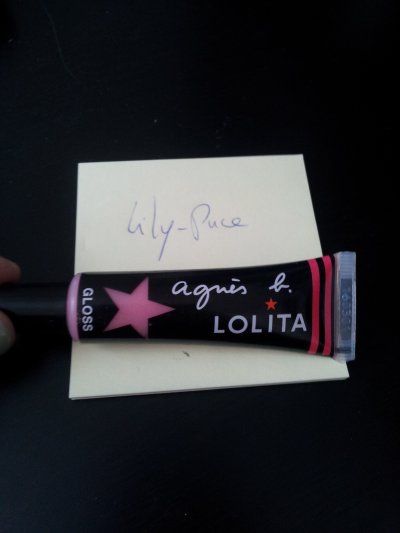 Lily-Puce
agnès b.
LOLITA
GLOSS